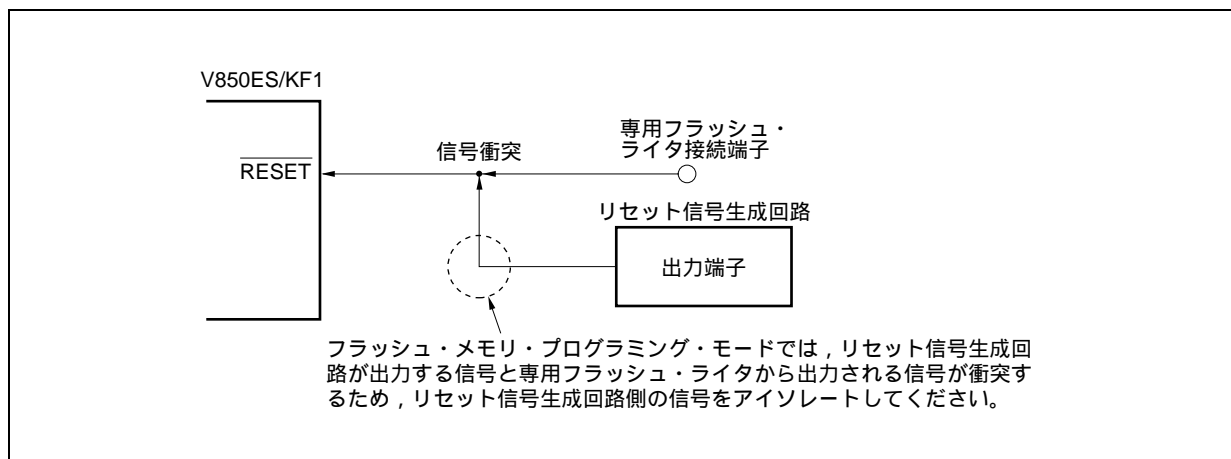 V850ES/KF1
RESET
信号衝突
専用フラッシュ・
ライタ接続端子
リセット信号生成回路
出力端子
フラッシュ・メモリ・プログラミング・モードでは，リセット信号生成回
路が出力する信号と専用フラッシュ・ライタから出力される信号が衝突す
るため，リセット信号生成回路側の信号をアイソレートしてください。